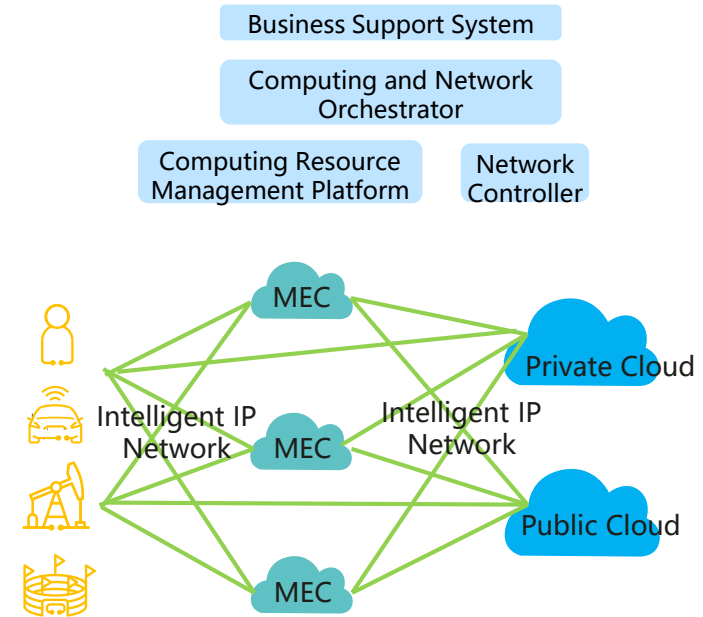 Business Support System
Computing and Network
Orchestrator
Computing Resource
Management Platform
Network
Controller
MEC
Private Cloud
Intelligent IP
Network
MEC
Intelligent IP
Network
Public Cloud
MEC